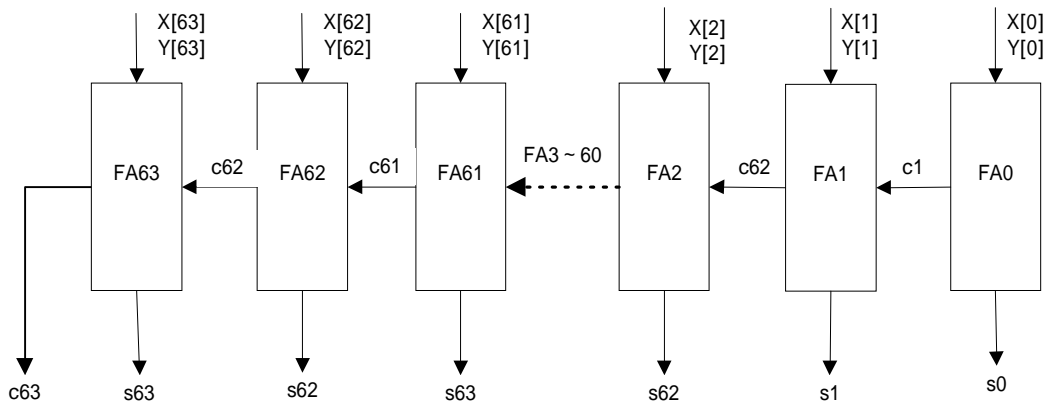 X[63]
Y[63]
X[62]
Y[62]
X[61]
Y[61]
X[2]
Y[2]
X[1]
Y[1]
X[0]
Y[0]
FA63
c62
FA62
c61
FA61
FA3 ~ 60
FA2
c62
FA1
c1
FA0
c63
s63
s62
s63
s62
s1
s0